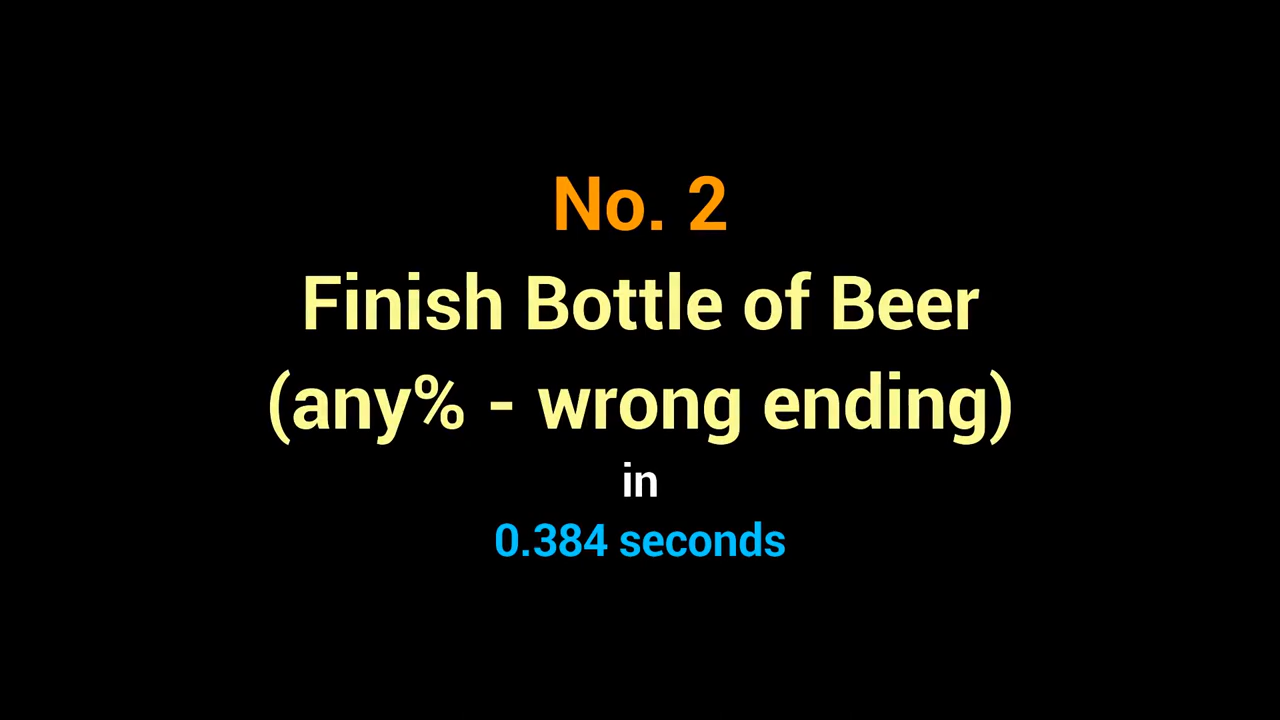 No. 2
Finish Bottle of Beer
(any% - wrong ending)
in
0.384 seconds